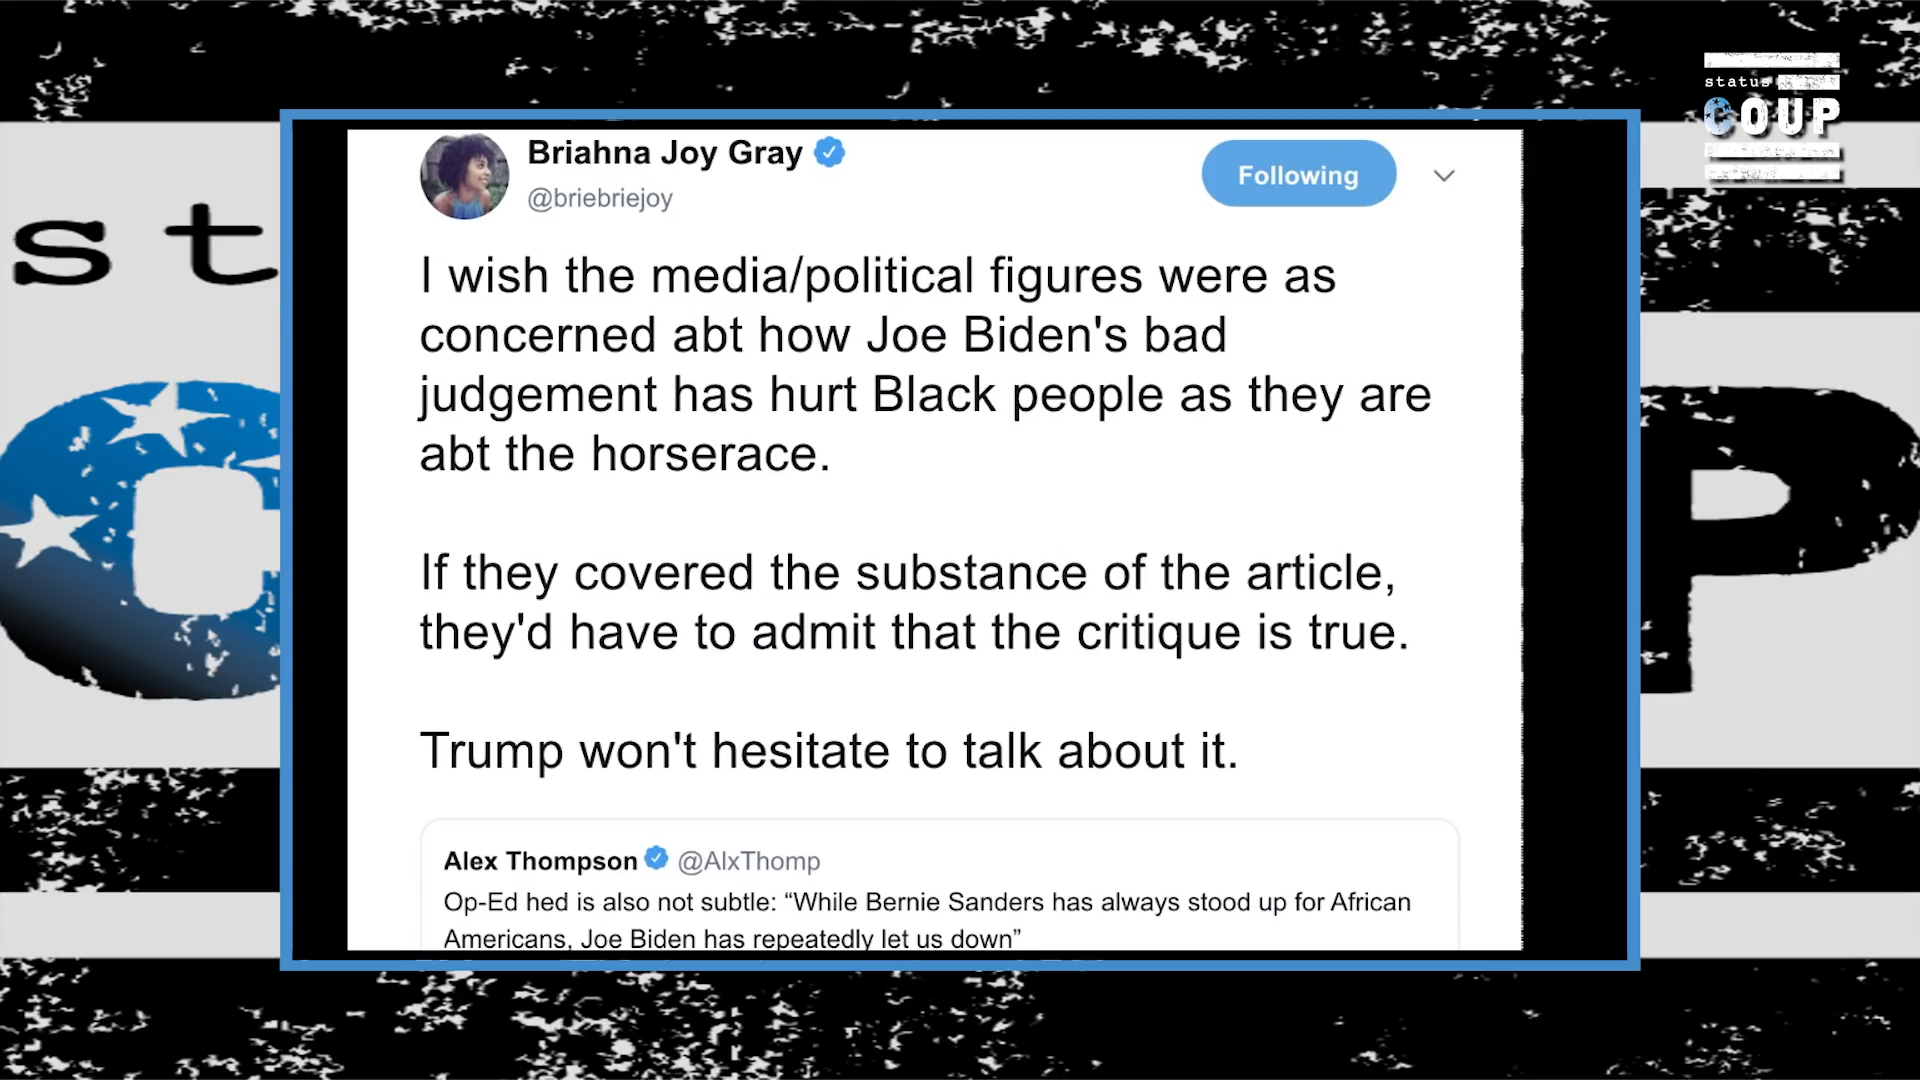 status
COUP
st
C
P
Briahna Joy Gray
@briebriejoy
Following
I wish the media/political figures were as
concerned abt how Joe Biden's bad
judgement has hurt Black people as they are
abt the horserace.
If they covered the substance of the article,
they'd have to admit that the critique is true.
Trump won't hesitate to talk about it.
Alex Thompson @AlxThomp
Op-Ed hed is also not subtle: “While Bernie Sanders has always stood up for African
Americans, Joe Biden has repeatedly let us down”